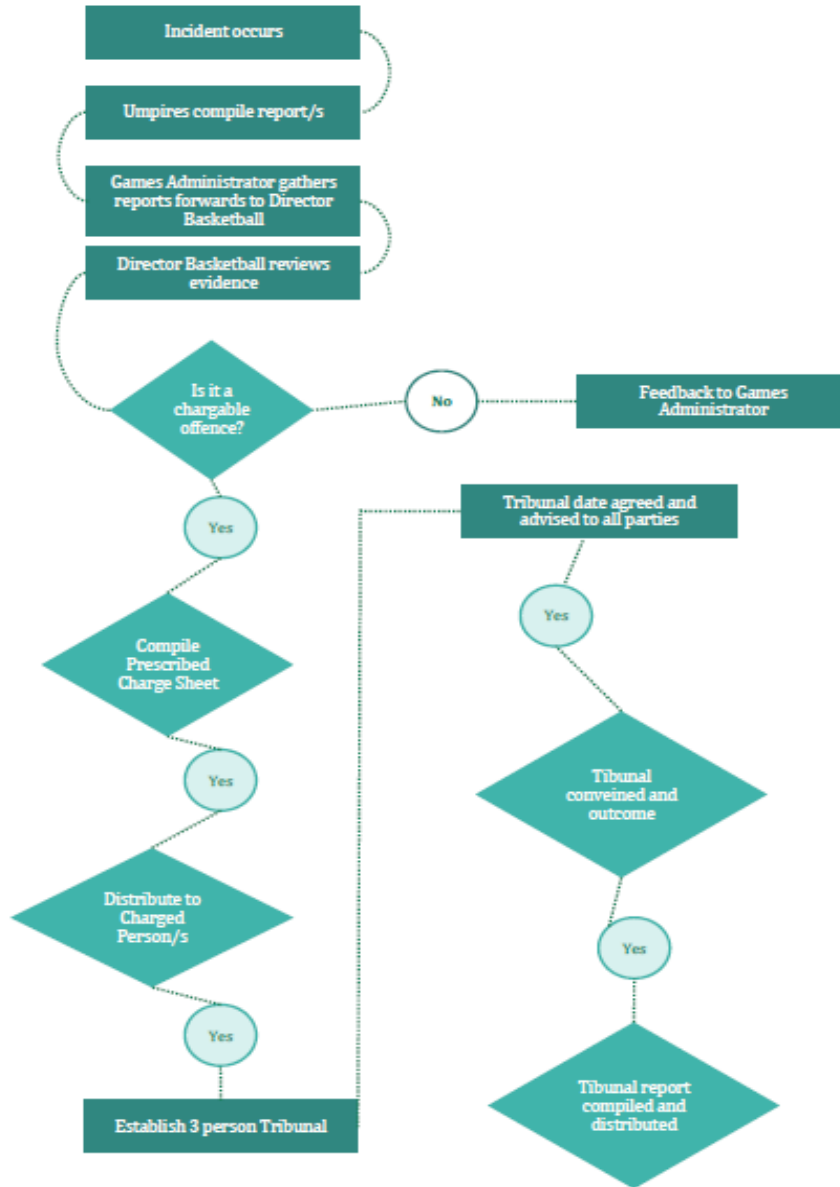 Incident occurs
Umpires compile report/s
Games Administrator gathers
reports forwards to Director
Basketball
Director Basketball reviews
evidence
Is it a
chargable
offence?
No
Feedback to Games
Administrator
Yes
Compile
Prescribed
Charge Sheet
Yes
Distribute to
Charged
Person/s
Yes
Establish 3 person Tribunal
Tribunal date agreed and
advised to all parties
Yes
Tibunal
conveined and
outcome
Yes
Tibunal report
compiled and
distributed